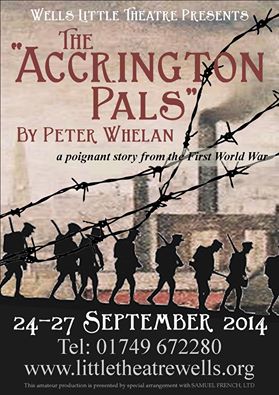 WELLS LITTLE THEATRE PRESENTS
THE
"ACCRINGTON
PALS"
BY PETER WHELAN
a poignant story from the First World War
24-27 SEPTEMBER 2014
Tel: 01749 672280
www.littletheatrewells.org
This amateur production is presented by special arrangement with SAMUEL FRENCH, LTD